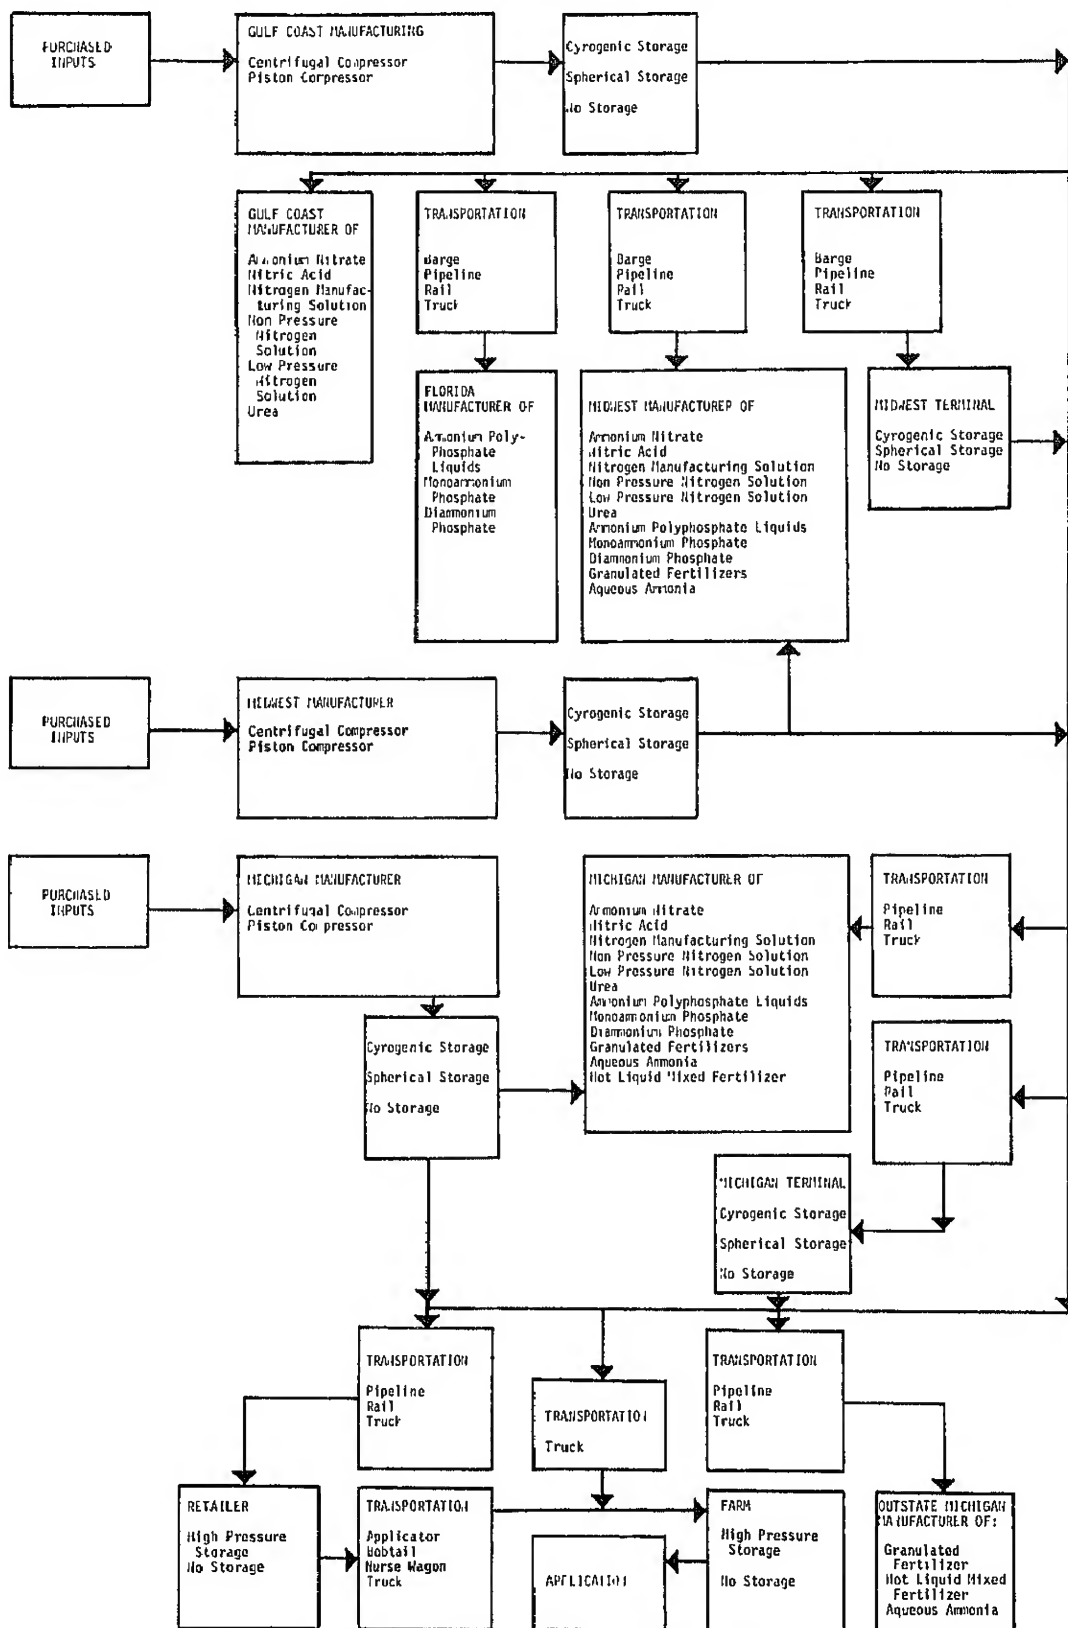 PURCHASED
INPUTS
GULF COAST MANUFACTURING
Centrifugal Compressor
Piston Corpressor
Cyrogenic Storage
Spherical Storage
No Storage
GULF COAST
MANUFACTURER OF
Ammonium Nitrate
Nitric Acid
Nitrogen Manufac-
turing Solution
Non Pressure
Nitrogen
Solution
Low Pressure
Nitrogen
Solution
Urea
TRANSPORTATION
Barge
Pipeline
Rail
Truck
TRANSPORTATION
Barge
Pipeline
Rail
Truck
TRANSPORTATION
Barge
Pipeline
Rail
Truck
FLORIDA
MANUFACTURER OF
Ammonium Poly-
Phosphate
Liquids
Monoammonium
Phosphate
Diammonium
Phosphate
MIDWEST MANUFACTURER OF
Ammonium Nitrate
Nitric Acid
Nitrogen Manufacturing Solution
Non Pressure Nitrogen Solution
Low Pressure Nitrogen Solution
Urea
Ammonium Polyphosphate Liquids
Monoammonium Phosphate
Diammonium Phosphate
Granulated Fertilizers
Aqueous Ammonia
MIDWEST TERMINAL
Cyrogenic Storage
Spherical Storage
No Storage
PURCHASED
INPUTS
MIDWEST MANUFACTURER
Centrifugal Compressor
Piston Compressor
Cyrogenic Storage
Spherical Storage
No Storage
PURCHASED
INPUTS
MICHIGAN MANUFACTURER
Centrifugal Compressor
Piston Compressor
MICHIGAN MANUFACTURER OF
Ammonium Nitrate
Nitric Acid
Nitrogen Manufacturing Solution
Non Pressure Nitrogen Solution
Low Pressure Nitrogen Solution
Urea
Ammonium Polyphosphate Liquids
Monoammonium Phosphate
Diammonium Phosphate
Granulated Fertilizers
Aqueous Ammonia
Hot Liquid Mixed Fertilizer
TRANSPORTATION
Pipeline
Rail
Truck
Cyrogenic Storage
Spherical Storage
No Storage
TRANSPORTATION
Pipeline
Rail
Truck
MICHIGAN TERMINAL
Cyrogenic Storage
Spherical Storage
No Storage
TRANSPORTATION
Pipeline
Rail
Truck
TRANSPORTATION
Truck
TRANSPORTATION
Pipeline
Rail
Truck
RETAILER
High Pressure
Storage
No Storage
TRANSPORTATION
Applicator
Bobtail
Nurse Wagon
Truck
APPLICATION
FARM
High Pressure
Storage
No Storage
OUTSTATE MICHIGAN
MANUFACTURER OF:
Granulated
Fertilizer
Hot Liquid Mixed
Fertilizer
Aqueous Ammonia